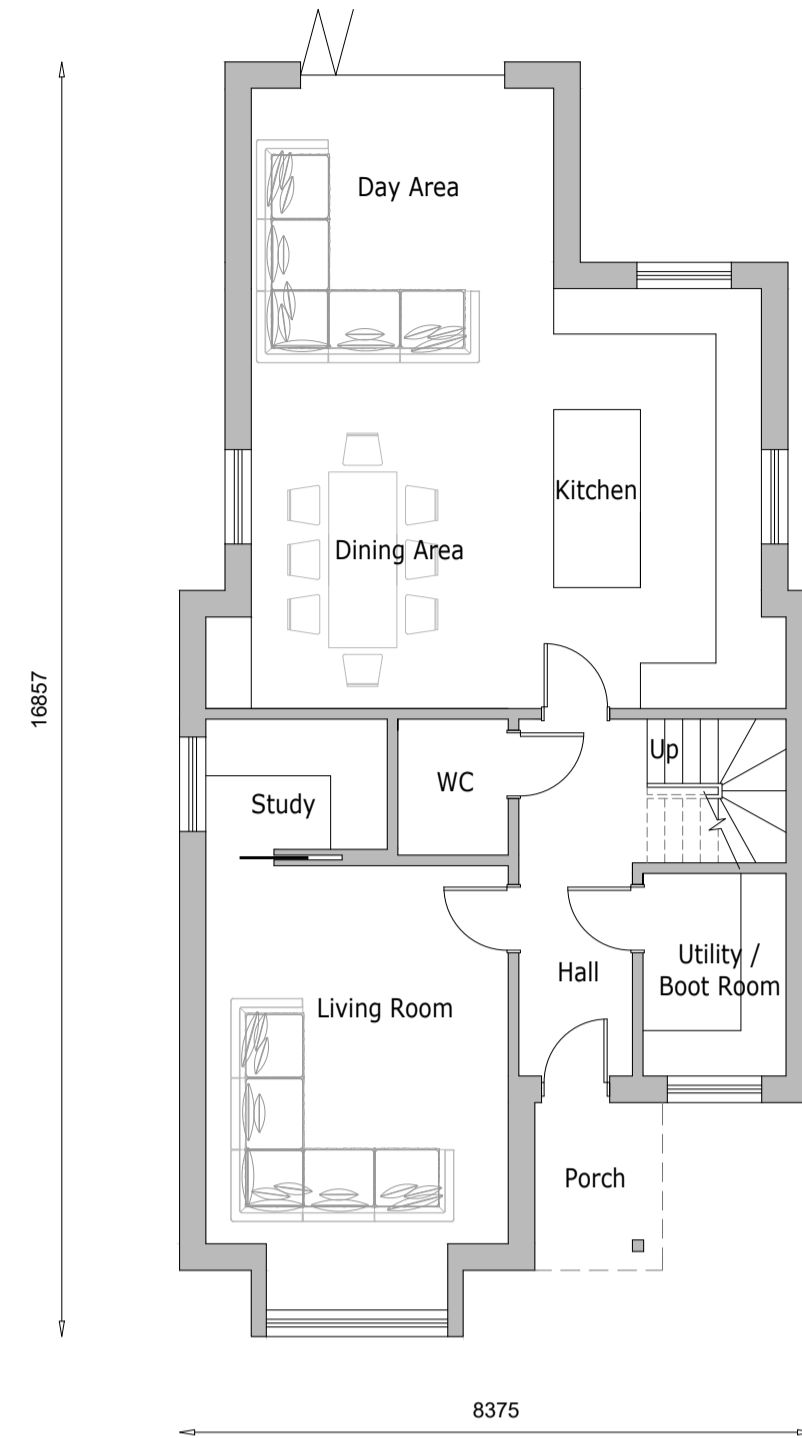 Day Area
Kitchen
Dining Area
16857
Up
WC
Study
Utility /
Boot Room
Hall
Living Room
Porch
8375